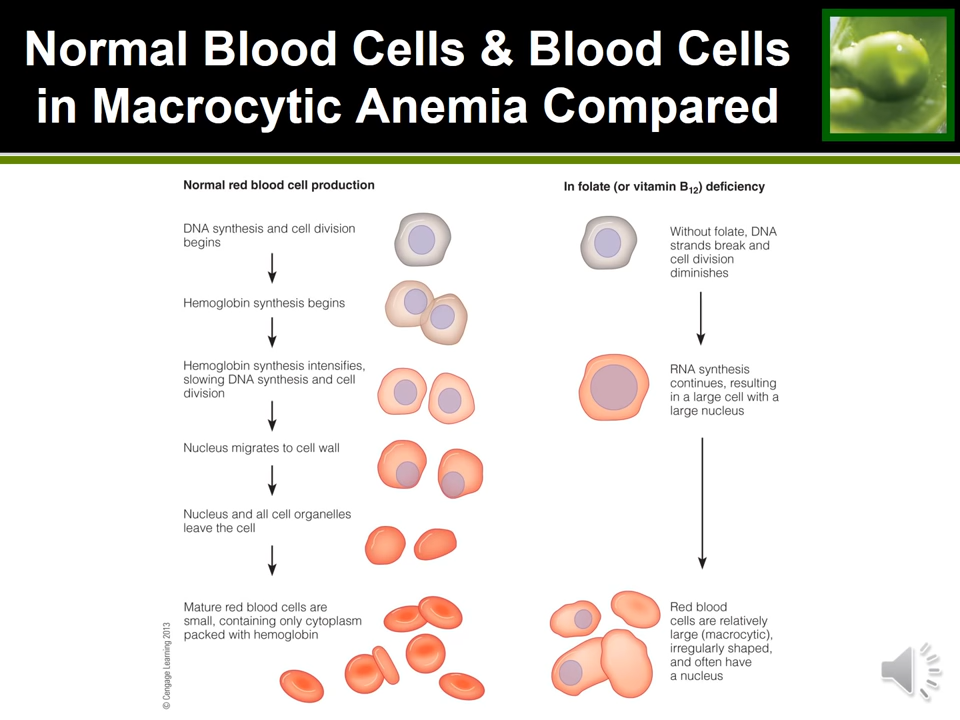 Normal Blood Cells & Blood Cells
in Macrocytic Anemia Compared
Normal red blood cell production
DNA synthesis and cell division
begins
Hemoglobin synthesis begins
Hemoglobin synthesis intensifies,
slowing DNA synthesis and cell
division
Nucleus migrates to cell wall
Nucleus and all cell organelles
leave the cell
Mature red blood cells are
small, containing only cytoplasm
packed with hemoglobin
© Cengage Learning 2013
In folate (or vitamin B12) deficiency
Without folate, DNA
strands break and
cell division
diminishes
RNA synthesis
continues, resulting
in a large cell with a
large nucleus
Red blood
cells are relatively
large (macrocytic),
irregularly shaped,
and often have
a nucleus